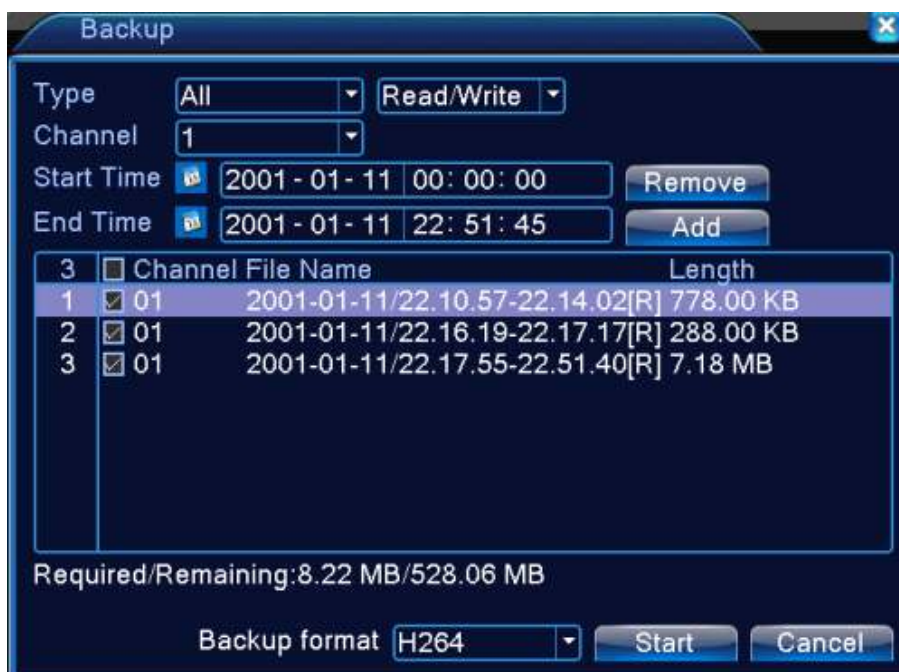 Backup
Type All Read/Write
Channel 1
Start Time 2001 - 01 - 11 00: 00: 00 Remove
End Time 2001 - 01 - 11 22: 51: 45 Add
3 Channel File Name Length
1 01 2001-01-11/22.10.57-22.14.02[R] 778.00 KB
2 01 2001-01-11/22.16.19-22.17.17[R] 288.00 KB
3 01 2001-01-11/22.17.55-22.51.40[R] 7.18 MB
Required/Remaining:8.22 MB/528.06 MB
Backup format H264 Start Cancel